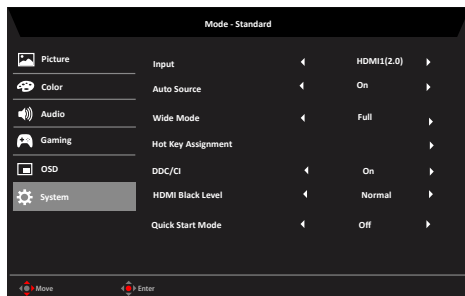 Mode - Standard
Picture
Color
Audio
Gaming
OSD
System
Input HDMI1(2.0)
Auto Source On
Wide Mode Full
Hot Key Assignment
DDC/CI On
HDMI Black Level Normal
Quick Start Mode Off
Move Enter